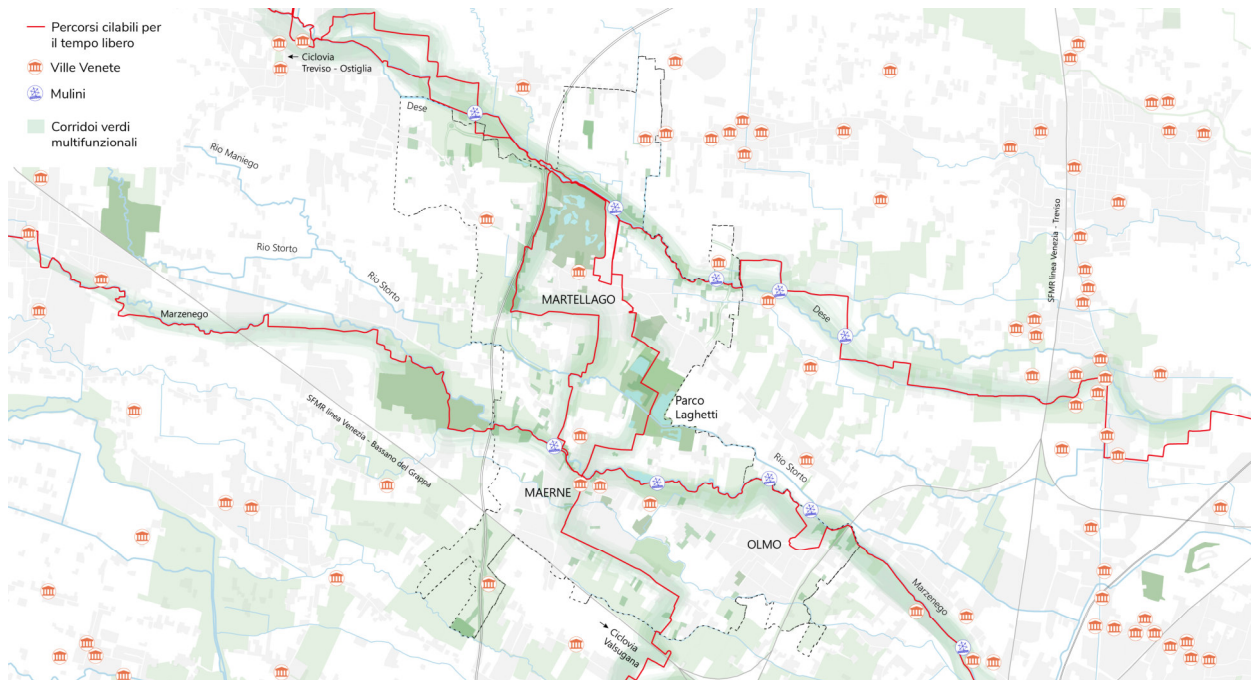 Percorsi cilabili per
il tempo libero
Ville Venete
Mulini
Corridoi verdi
multifunzionali
Ciclovia
Treviso - Ostiglia
Dese
Rio Maniego
Rio Storto
Rio Storto
Marzenego
MARTELLAGO
Dese
SFMR linea Venezia - Treviso
Parco
Laghetti
SFMR linea Venezia - Bassano del Grappa
Rio Storto
MAERNE
OLMO
Marzenego
Ciclovia
Valsugana